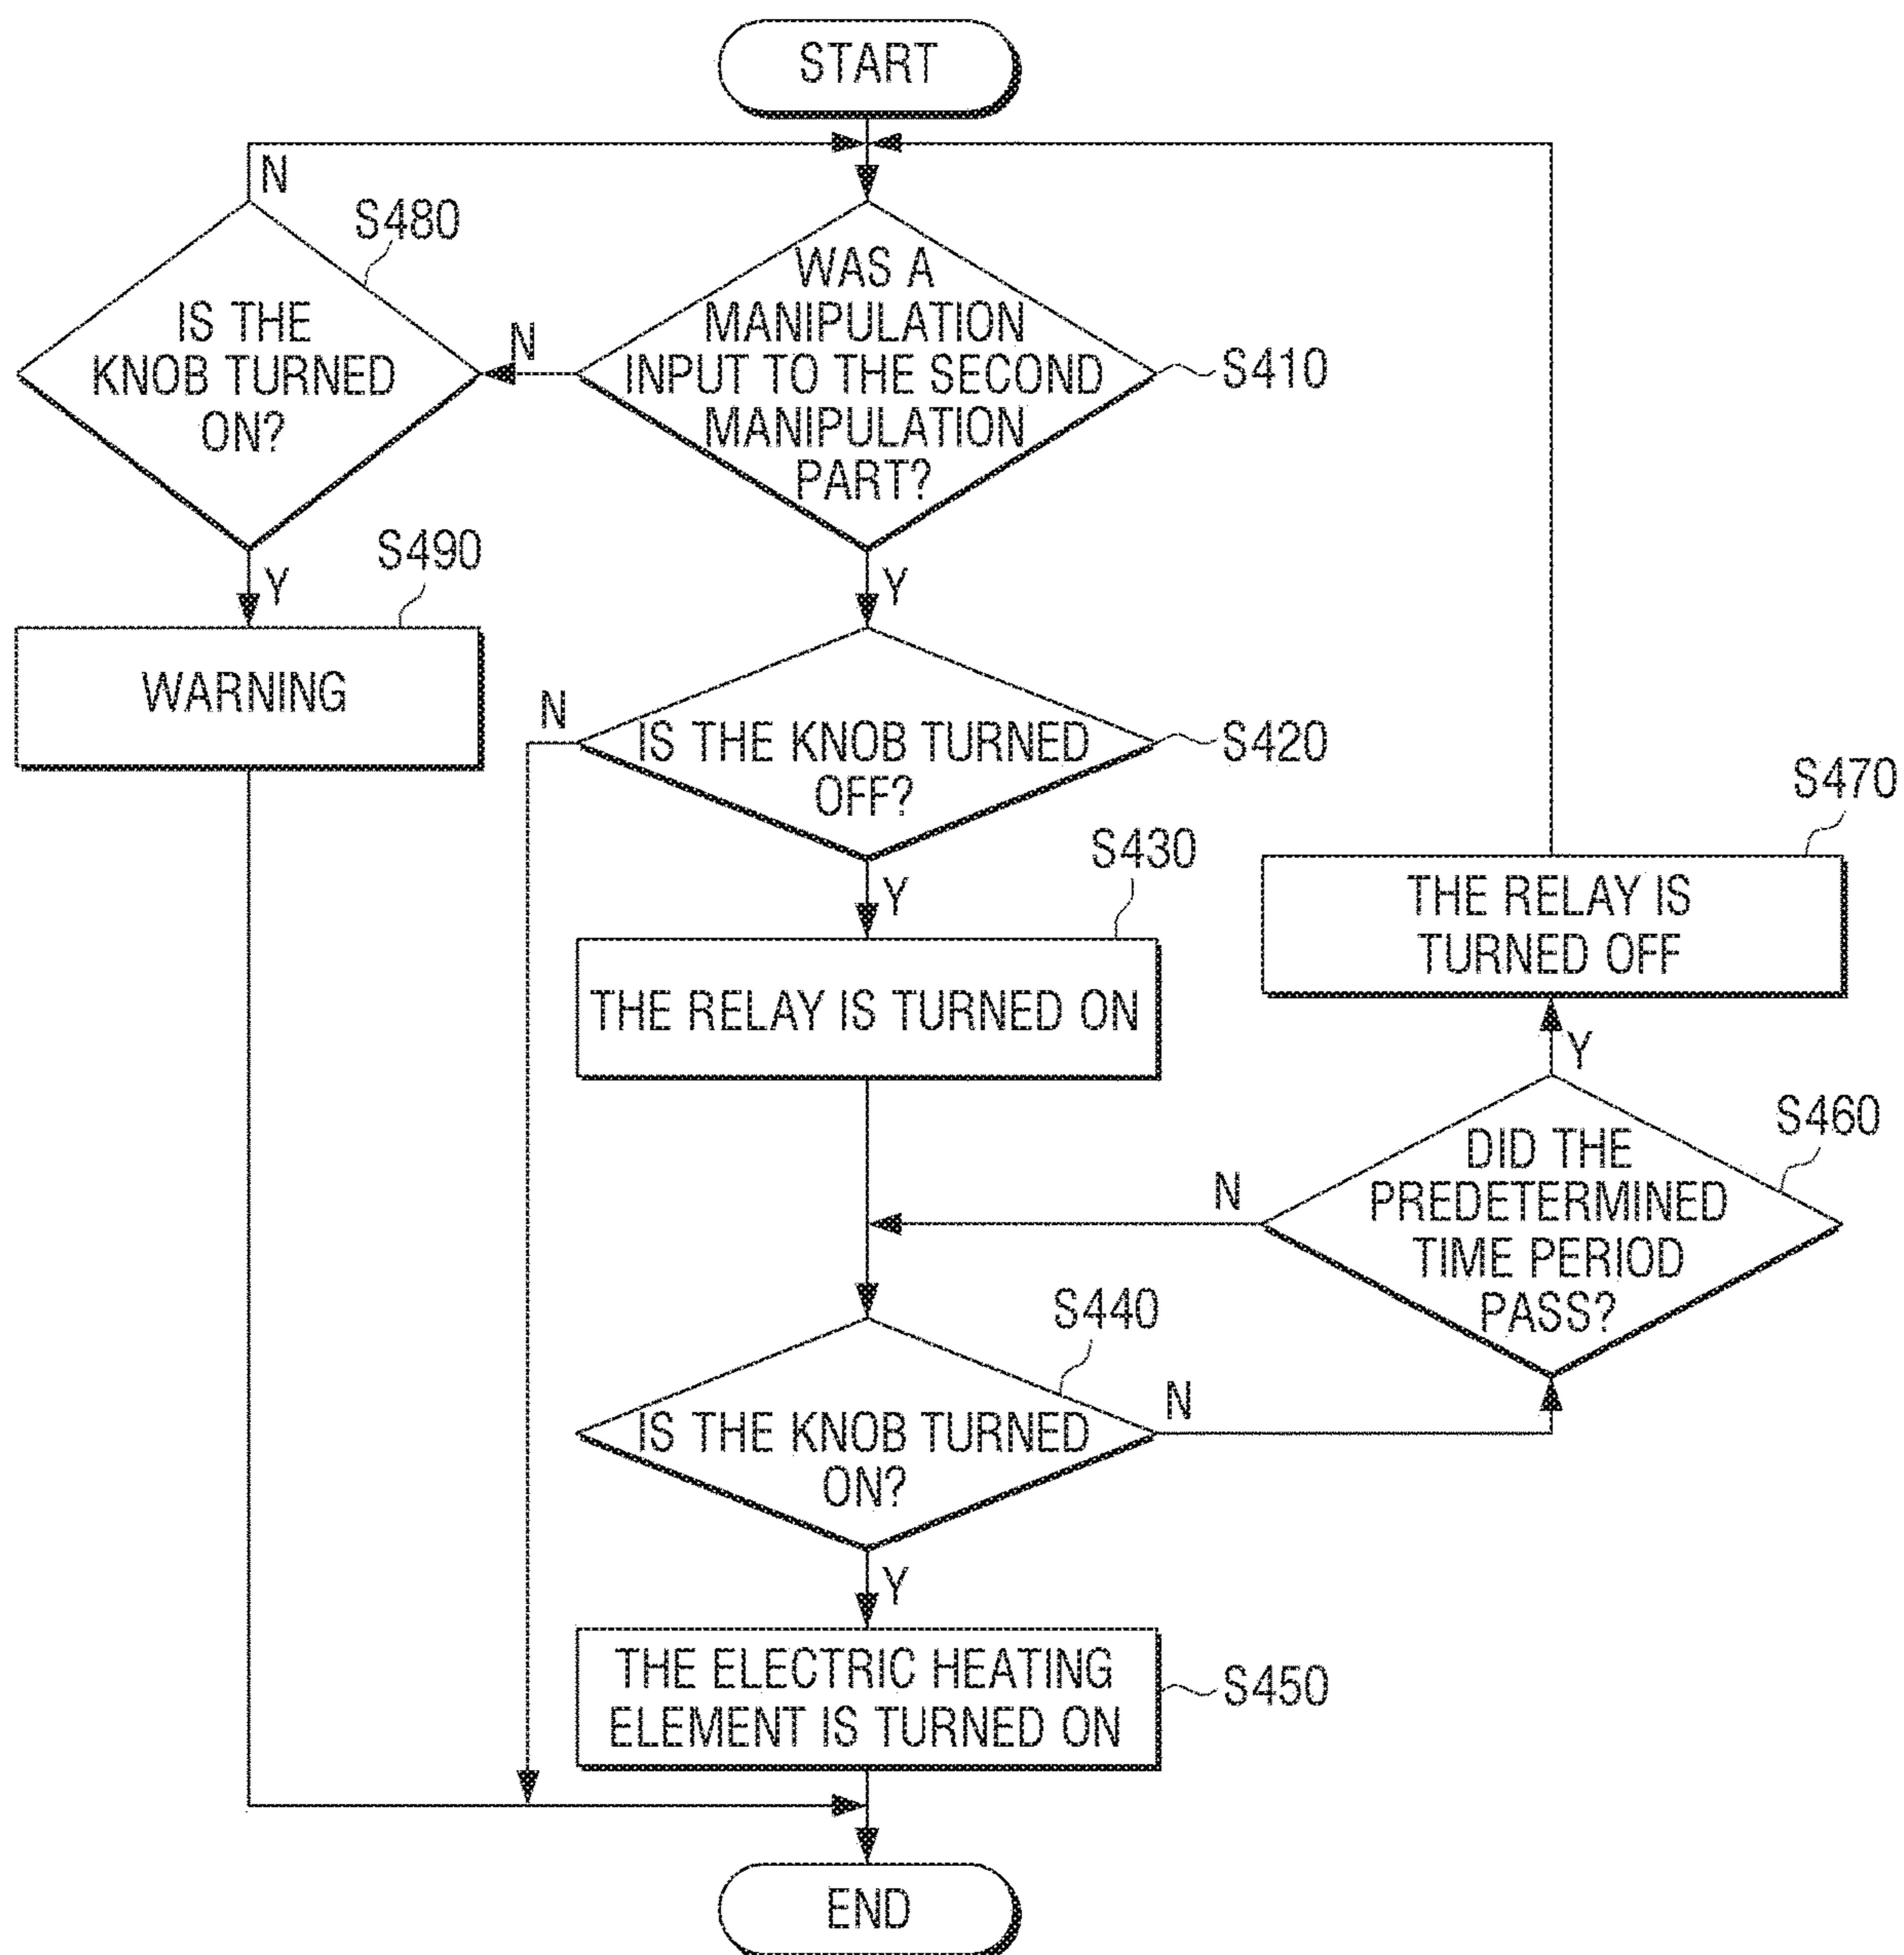 START
N
S480
IS THE
KNOB TURNED
ON?
N
WAS A
MANIPULATION
INPUT TO THE SECOND
MANIPULATION
PART?
S410
Y
S490
WARNING
Y
N
IS THE KNOB TURNED
OFF?
S420
Y
S430
THE RELAY IS TURNED ON
S470
THE RELAY IS
TURNED OFF
Y
S460
DID THE
PREDETERMINED
TIME PERIOD
PASS?
N
S440
IS THE KNOB TURNED
ON?
N
Y
THE ELECTRIC HEATING
ELEMENT IS TURNED ON
S450
END